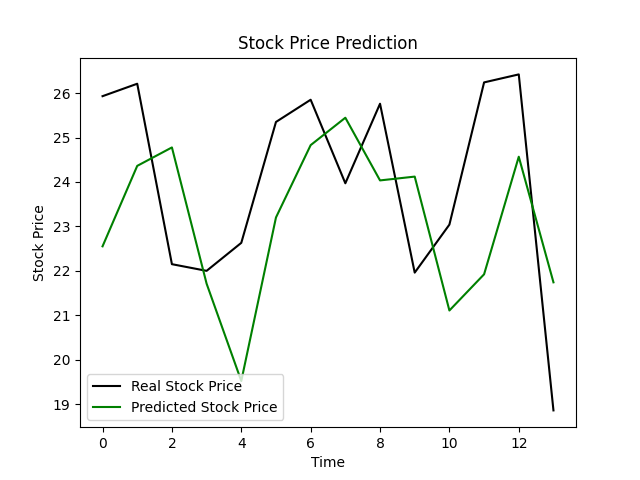 Stock Price Prediction
26
25
24
23
22
21
20
19
Stock Price
Real Stock Price
Predicted Stock Price
0 2 4 6 8 10 12
Time